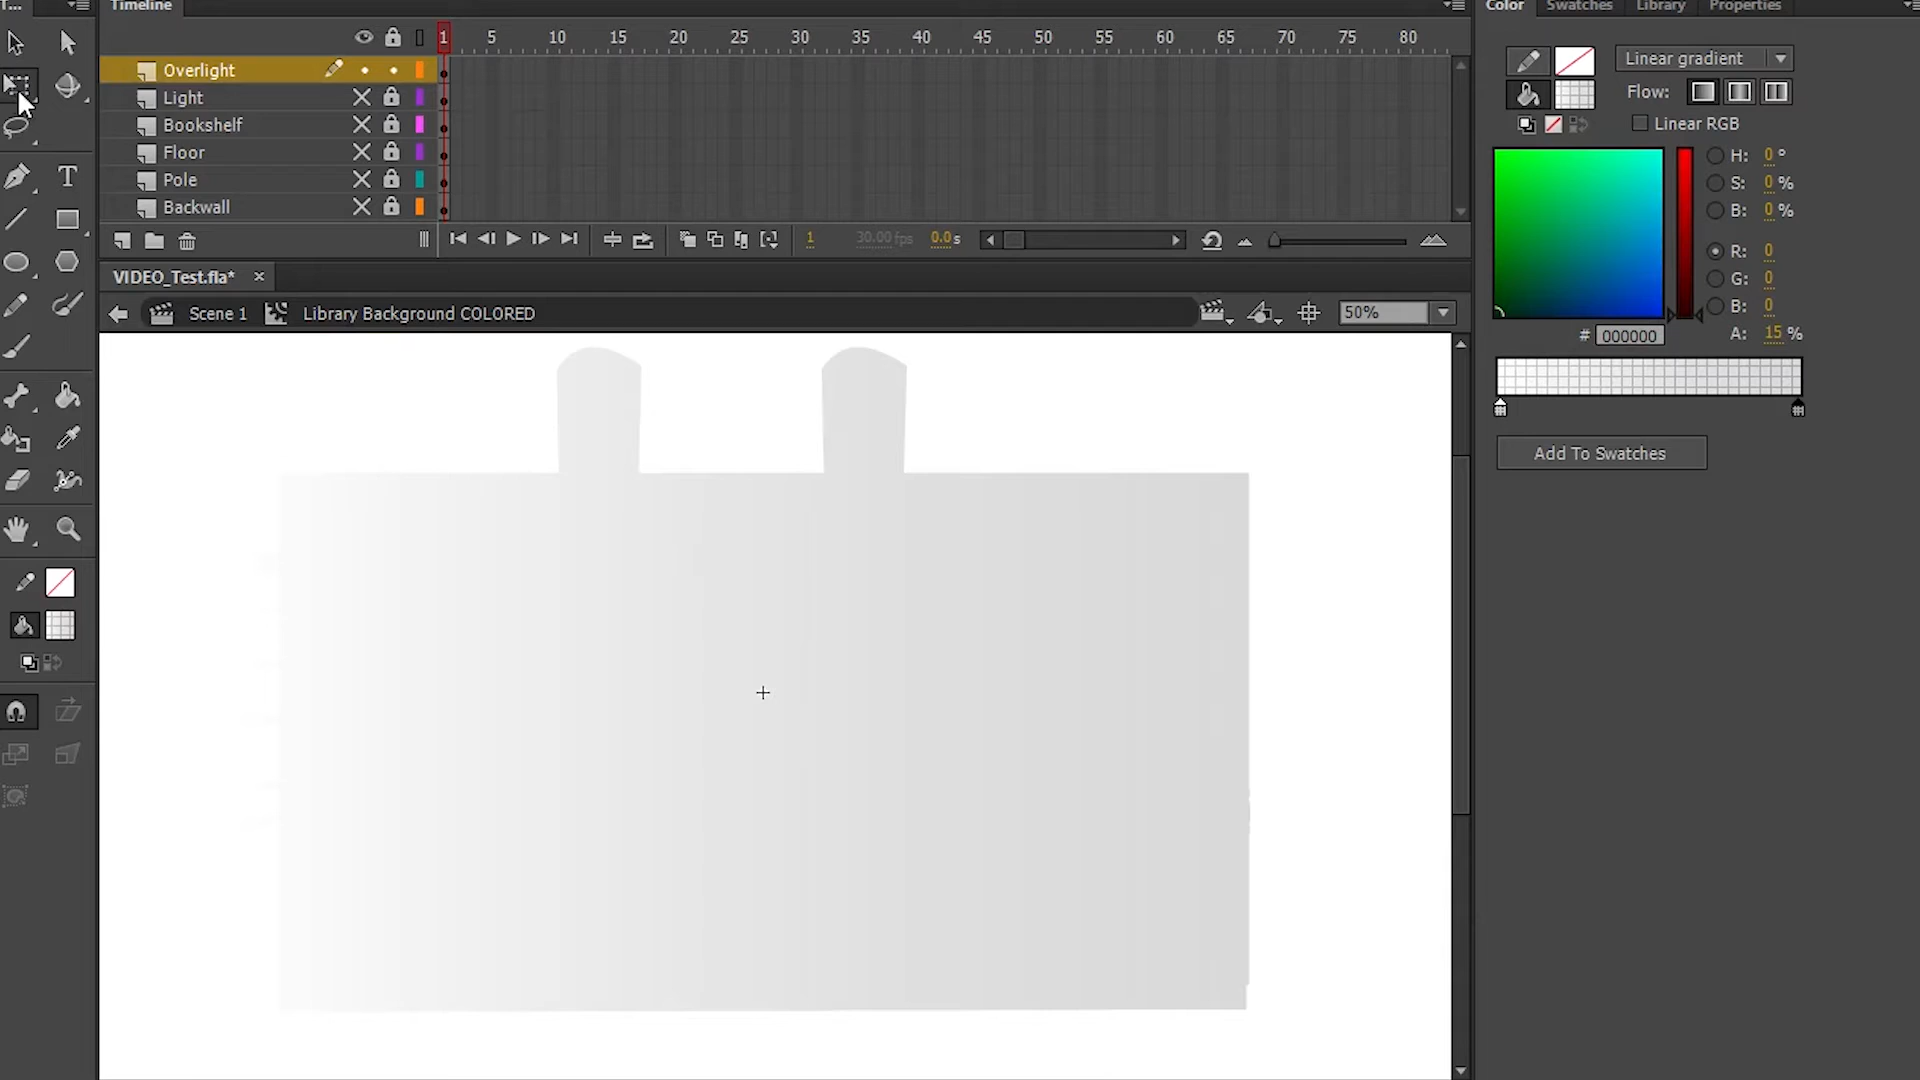 T...
Timeline
Color Swatches Library Properties
1 5 10 15 20 25 30 35 40 45 50 55 60 65 70 75 80
Overlight
Light
Bookshelf
Floor
Pole
Backwall
1 30.00 fps 0.0 s
VIDEO_Test.fla* ×
Scene 1 Library Background COLORED
50%
T
Linear gradient
Flow:
Linear RGB
H: 0 °
S: 0 %
B: 0 %
R: 0
G: 0
B: 0
A: 15 %
# 000000
Add To Swatches